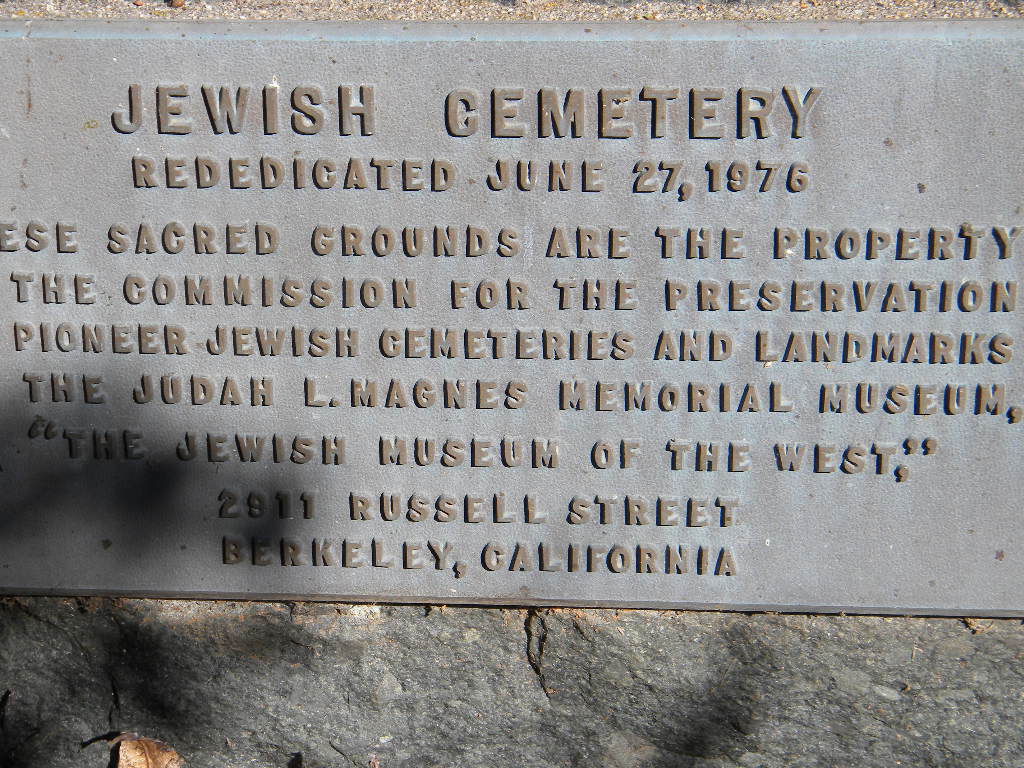 JEWISH CEMETERY
REDEDICATED JUNE 27, 1976
ESE SACRED GROUNDS ARE THE PROPERTY
THE COMMISSION FOR THE PRESERVATION
PIONEER JEWISH CEMETERIES AND LANDMARKS
THE JUDAH L. MAGNES MEMORIAL MUSEUM,
"THE JEWISH MUSEUM OF THE WEST,"
2911 RUSSELL STREET
BERKELEY, CALIFORNIA